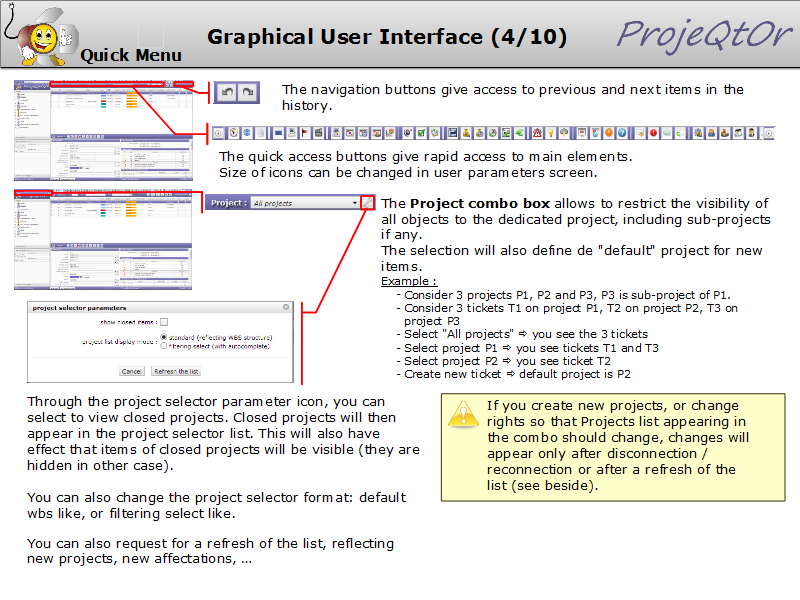 Graphical User Interface (4/10)
ProjeQtOr
Quick Menu
The navigation buttons give access to previous and next items in the
history.
The quick access buttons give rapid access to main elements.
Size of icons can be changed in user parameters screen.
Project :
All projects
The Project combo box allows to restrict the visibility of
all objects to the dedicated project, including sub-projects
if any.
The selection will also define de "default" project for new
items.
Example :
- Consider 3 projects P1, P2 and P3, P3 is sub-project of P1.
- Consider 3 tickets T1 on project P1, T2 on project P2, T3 on
project P3
- Select "All projects" ⇨ you see the 3 tickets
- Select project P1 ⇨ you see tickets T1 and T3
- Select project P2 ⇨ you see ticket T2
- Create new ticket ⇨ default project is P2
project selector parameters
show closed items :
project list display mode :
standard (reflecting WBS structure)
filtering select (with autocomplete)
Cancel
Refresh the list
Through the project selector parameter icon, you can
select to view closed projects. Closed projects will then
appear in the project selector list. This will also have
effect that items of closed projects will be visible (they are
hidden in other case).
You can also change the project selector format: default
wbs like, or filtering select like.
You can also request for a refresh of the list, reflecting
new projects, new affectations, ...
If you create new projects, or change
rights so that Projects list appearing in
the combo should change, changes will
appear only after disconnection /
reconnection or after a refresh of the
list (see beside).